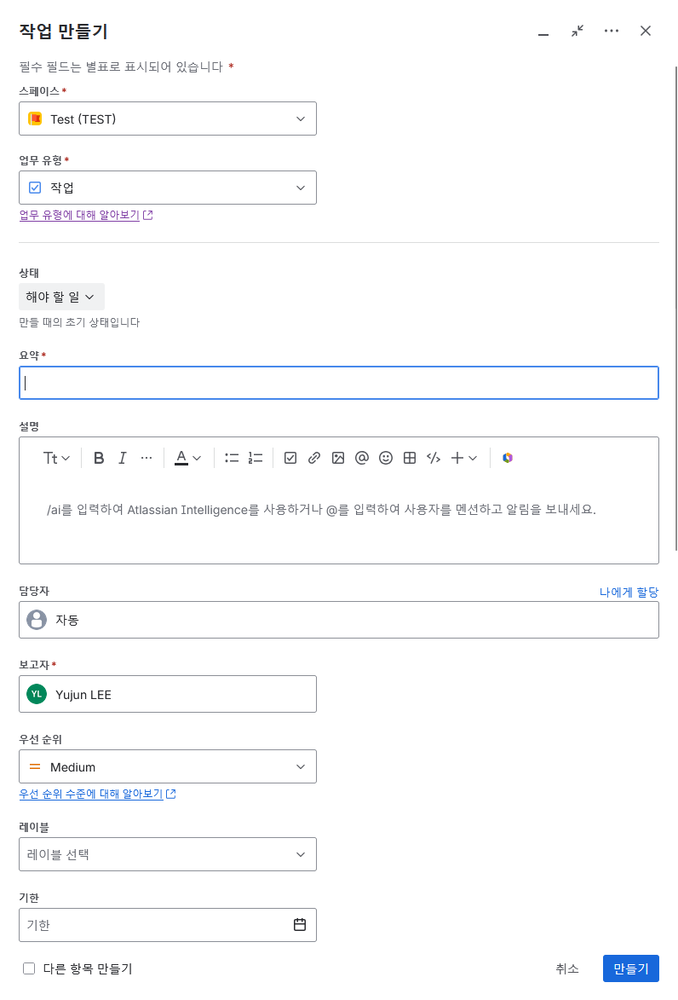 작업 만들기
필수 필드는 별표로 표시되어 있습니다 *
스페이스 *
Test (TEST)
업무 유형 *
작업
업무 유형에 대해 알아보기
상태
해야 할 일
만들 때의 초기 상태입니다
요약 *
설명
Tt B I ... A @ </>
/ai를 입력하여 Atlassian Intelligence를 사용하거나 @를 입력하여 사용자를 멘션하고 알림을 보내세요.
담당자 나에게 할당
자동
보고자 *
YL Yujun LEE
우선 순위
Medium
우선 순위 수준에 대해 알아보기
레이블
레이블 선택
기한
기한
다른 항목 만들기 취소 만들기